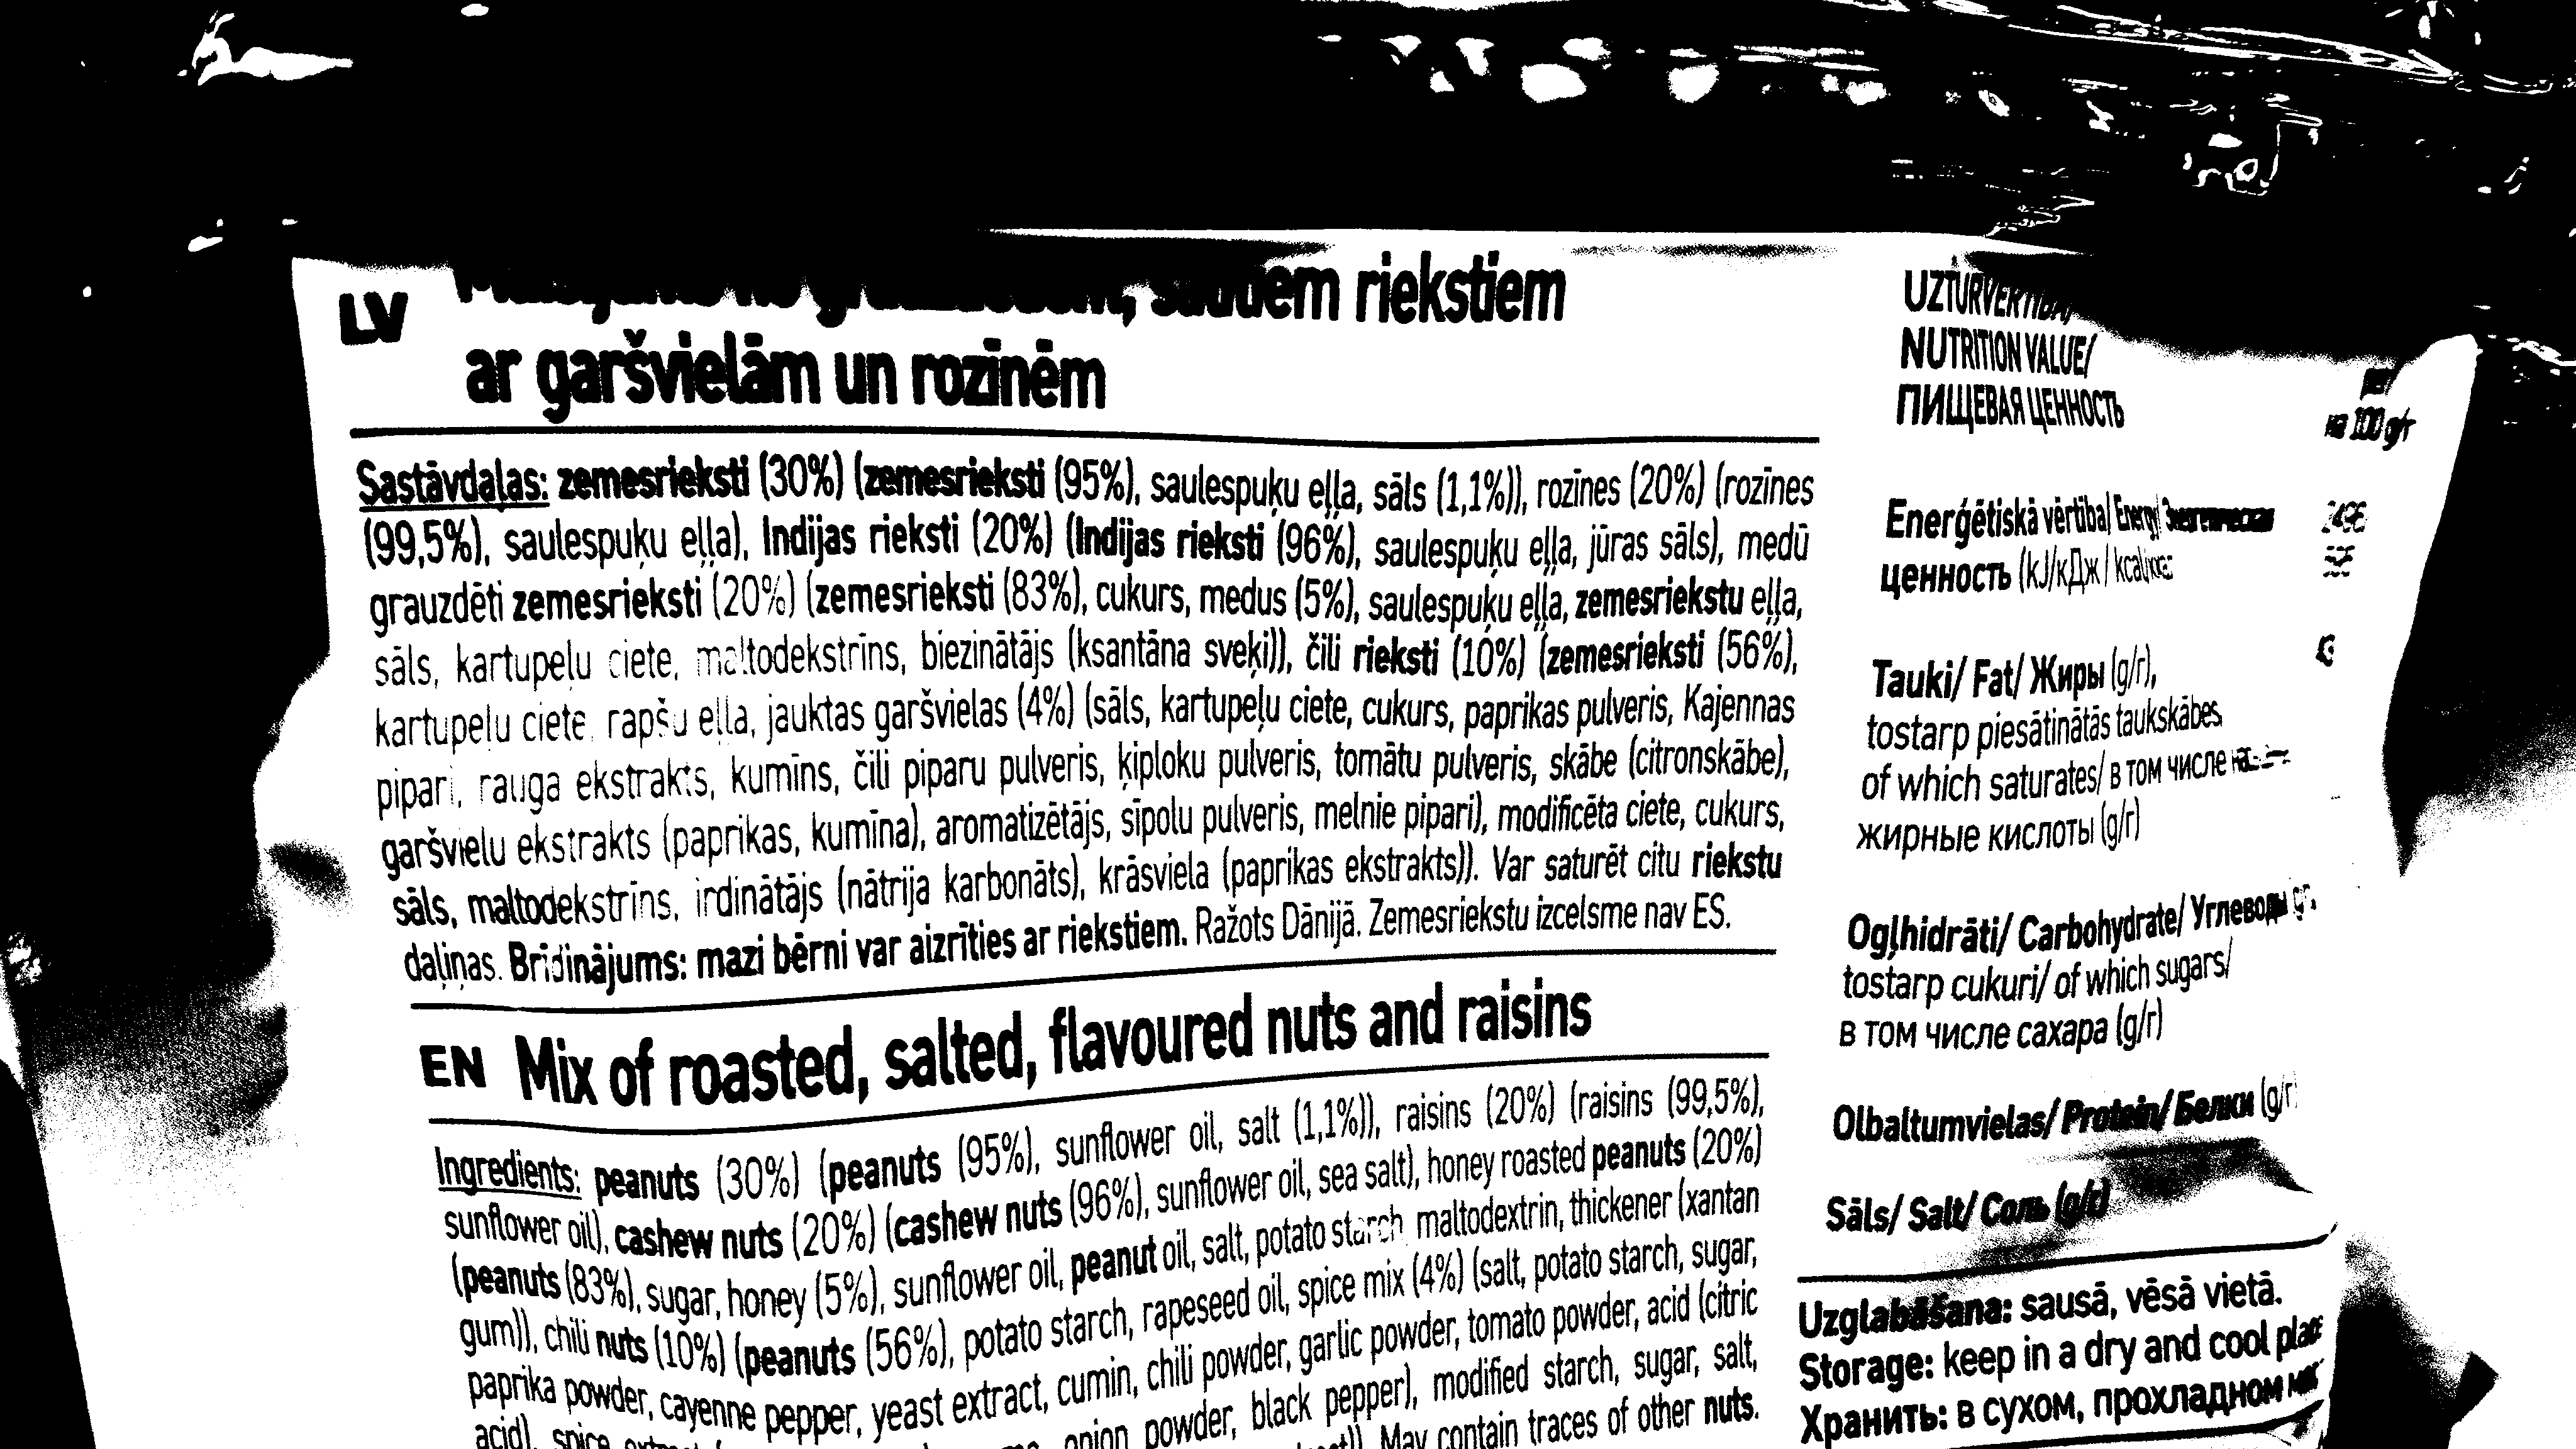 LV
riekstiem
ar garšvielām un rozīnēm
Sastāvdaļas: zemesrieksti (30%) (zemesrieksti (95%), saulespuķu eļļa, sāls (1,1%)), rozīnes (20%) (rozīnes
(99,5%), saulespuķu eļļa), Indijas rieksti (20%) (Indijas rieksti (96%), saulespuķu eļļa, jūras sāls), medū
grauzdēti zemesrieksti (20%) (zemesrieksti (83%), cukurs, medus (5%), saulespuķu eļļa, zemesriekstu eļļa,
sāls, kartupeļu ciete, maltodekstrīns, biezinātājs (ksantāna sveķi)), čili rieksti (10%) (zemesrieksti (56%),
kartupeļu ciete, rapšu eļļa, jauktas garšvielas (4%) (sāls, kartupeļu ciete, cukurs, paprikas pulveris, Kajennas
pipari, rauga ekstrakts, kumīns, čili piparu pulveris, ķiploku pulveris, tomātu pulveris, skābe (citronskābe),
garšvielu ekstrakts (paprikas, kumīna), aromatizētājs, sīpolu pulveris, melnie pipari), modificēta ciete, cukurs,
sāls, maltodekstrīns, irdinātājs (nātrija karbonāts), krāsviela (paprikas ekstrakts)). Var saturēt citu riekstu
daļiņas. Brīdinājums: mazi bērni var aizrīties ar riekstiem. Ražots Dānijā. Zemesriekstu izcelsme nav ES.
EN Mix of roasted, salted, flavoured nuts and raisins
Ingredients: peanuts (30%) (peanuts (95%), sunflower oil, salt (1,1%)), raisins (20%) (raisins (99,5%),
sunflower oil), cashew nuts (20%) (cashew nuts (96%), sunflower oil, sea salt), honey roasted peanuts (20%)
(peanuts (83%), sugar, honey (5%), sunflower oil, peanut oil, salt, potato starch, maltodextrin, thickener (xantan
gum)), chili nuts (10%) (peanuts (56%), potato starch, rapeseed oil, spice mix (4%) (salt, potato starch, sugar,
paprika powder, cayenne pepper, yeast extract, cumin, chili powder, garlic powder, tomato powder, acid (citric
acid), spice onion powder, black pepper), modified starch, sugar, salt,
May contain traces of other nuts.
UZTURVĒRTĪBA/
NUTRITION VALUE/
ПИЩЕВАЯ ЦЕННОСТЬ
на 100 g/г
Enerģētiskā vērtība/ Energy/ Энергетическая
ценность (kJ/кДж / kcal/ккал
Tauki/ Fat/ Жиры (g/г),
tostarp piesātinātās taukskābes,
of which saturates/ в том числе
жирные кислоты (g/г)
Ogļhidrāti/ Carbohydrate/ Углеводы
tostarp cukuri/ of which sugars/
в том числе сахара (g/г)
Olbaltumvielas/ Protein/ Белки (g/г)
Sāls/ Salt/ Соль (g/г)
Uzglabāšana: sausā, vēsā vietā.
Storage: keep in a dry and cool place
Хранить: в сухом, прохладном